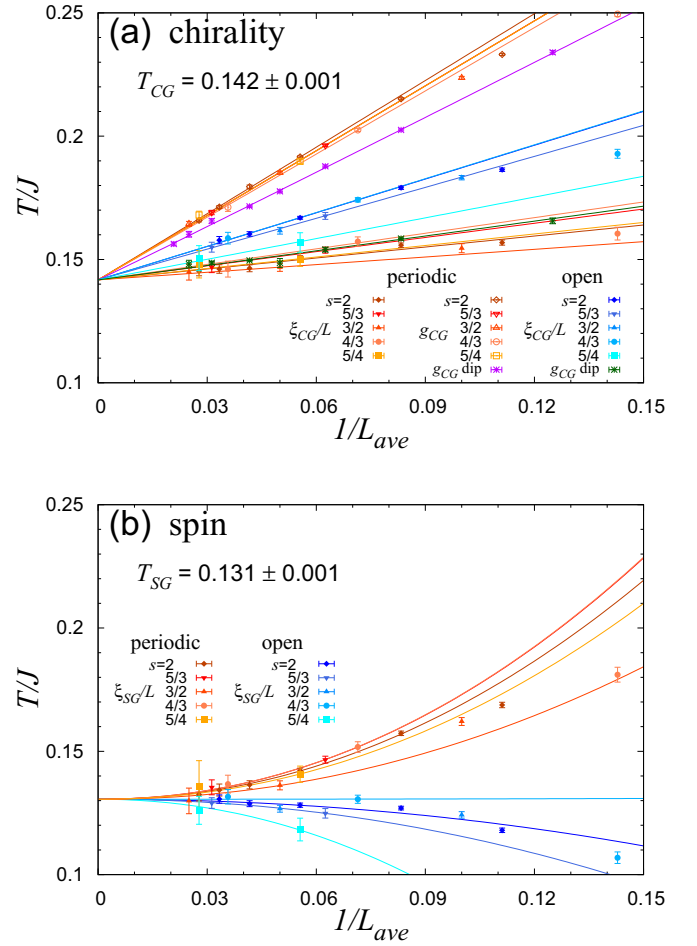 (a) chirality
T_CG = 0.142 ± 0.001
0.25
0.2
0.15
0.1
T/J
periodic open
s=2 s=2 s=2
5/3 5/3 5/3
ξ_CG/L 3/2 g_CG 3/2 ξ_CG/L 3/2
4/3 4/3 4/3
5/4 5/4 5/4
g_CG dip g_CG dip
0 0.03 0.06 0.09 0.12 0.15
1/L_ave
(b) spin
T_SG = 0.131 ± 0.001
0.25
0.2
0.15
0.1
T/J
periodic open
s=2 s=2
5/3 5/3
ξ_SG/L 3/2 ξ_SG/L 3/2
4/3 4/3
5/4 5/4
0 0.03 0.06 0.09 0.12 0.15
1/L_ave